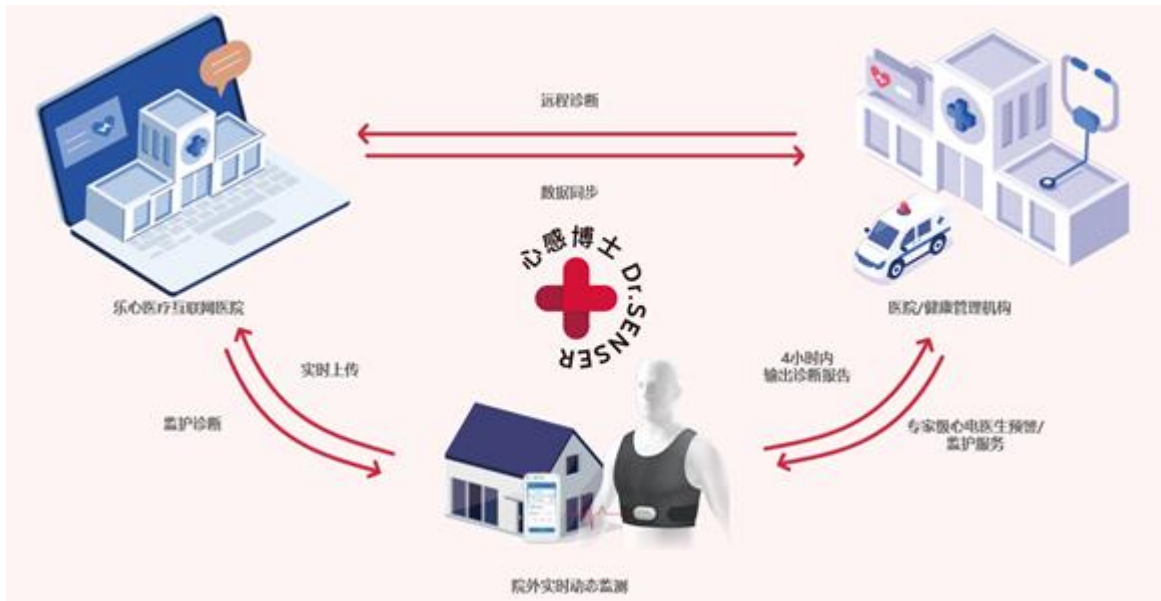 远程诊断
数据同步
心感博士 Dr.SENSER
乐心医疗互联网医院
医院/健康管理机构
实时上传
监护诊断
4小时内
输出诊断报告
专家级心电医生预警/
监护服务
院外实时动态监测